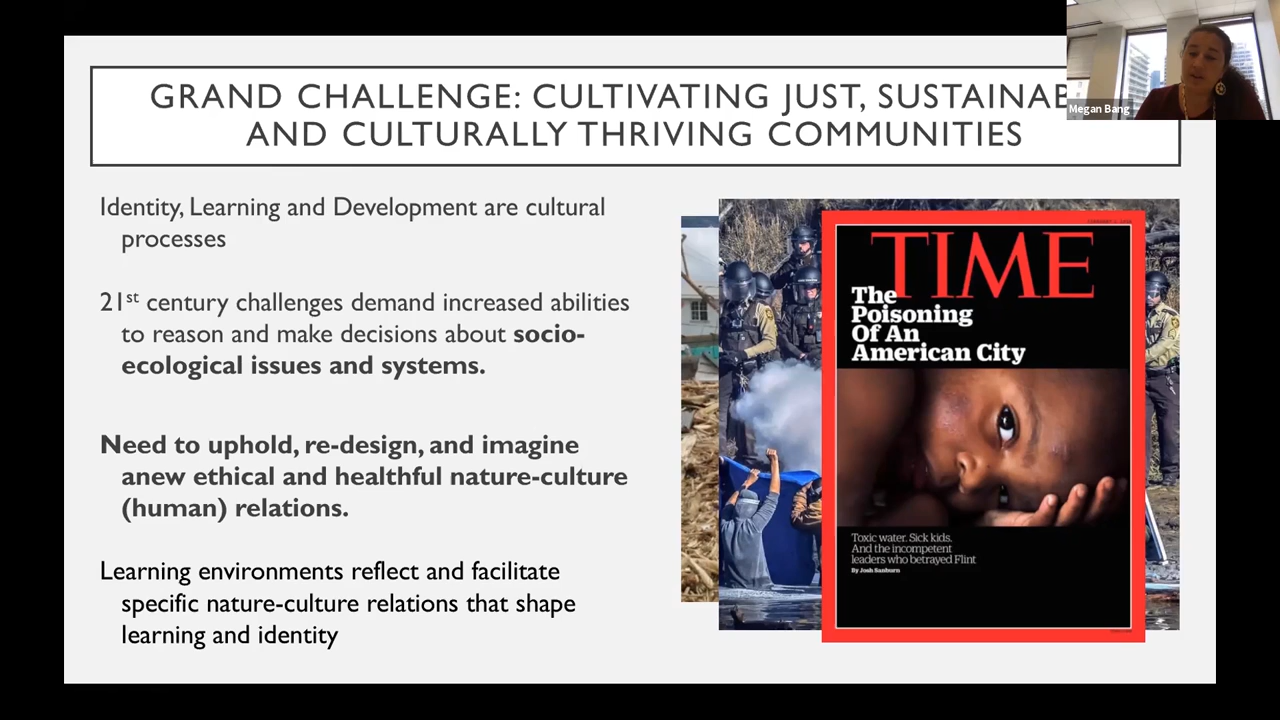 GRAND CHALLENGE: CULTIVATING JUST, SUSTAINAB
AND CULTURALLY THRIVING COMMUNITIES
Megan Bang
Identity, Learning and Development are cultural
processes
21st century challenges demand increased abilities
to reason and make decisions about socio-
ecological issues and systems.
Need to uphold, re-design, and imagine
anew ethical and healthful nature-culture
(human) relations.
Learning environments reflect and facilitate
specific nature-culture relations that shape
learning and identity
TIME
The
Poisoning
Of An
American City
Toxic water. Sick kids.
And the incompetent
leaders who betrayed Flint
By Josh Sanburn